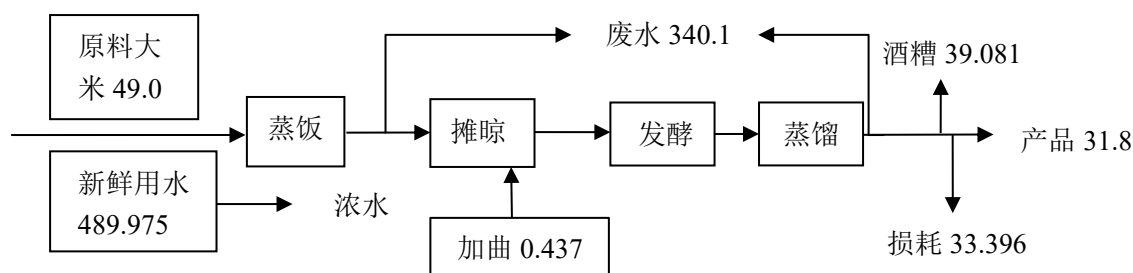 废水 340.1
原料大
米 49.0
酒糟 39.081
蒸饭
摊晾
发酵
蒸馏
产品 31.8
新鲜用水
489.975
浓水
加曲 0.437
损耗 33.396